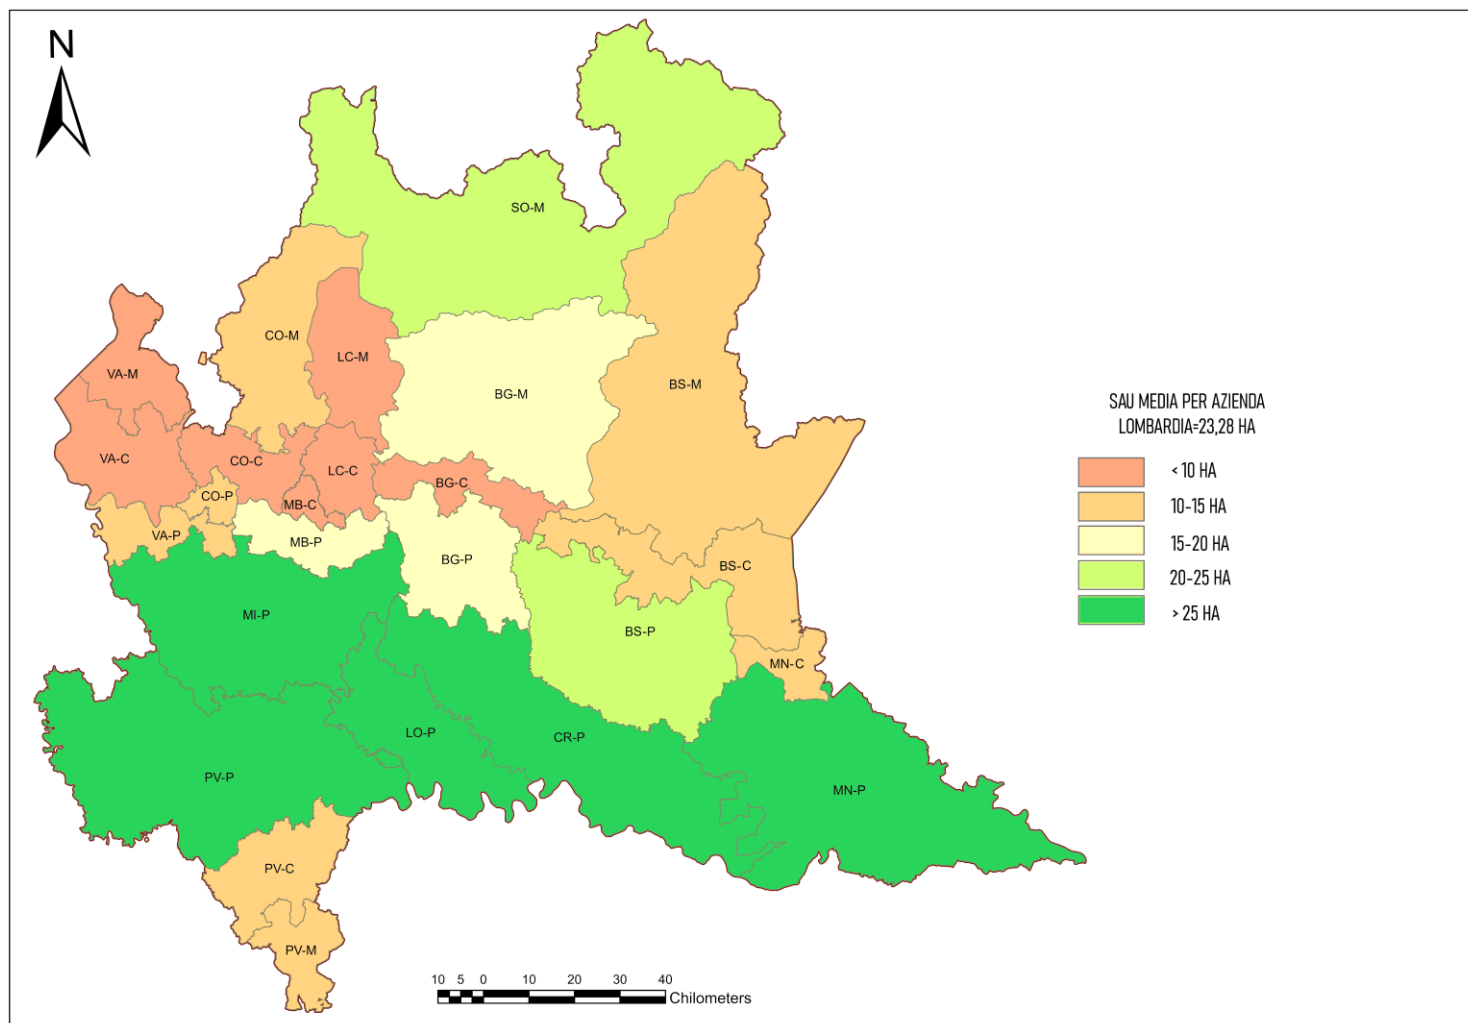 N
SO-M
CO-M
LC-M
VA-M
BS-M
BG-M
VA-C
CO-C
LC-C
BG-C
CO-P
MB-C
VA-P
MB-P
BG-P
BS-C
MI-P
BS-P
MN-C
LO-P
CR-P
PV-P
MN-P
PV-C
PV-M
SAU MEDIA PER AZIENDA
LOMBARDIA=23,28 HA
< 10 HA
10-15 HA
15-20 HA
20-25 HA
> 25 HA
10 5 0 10 20 30 40
Chilometers